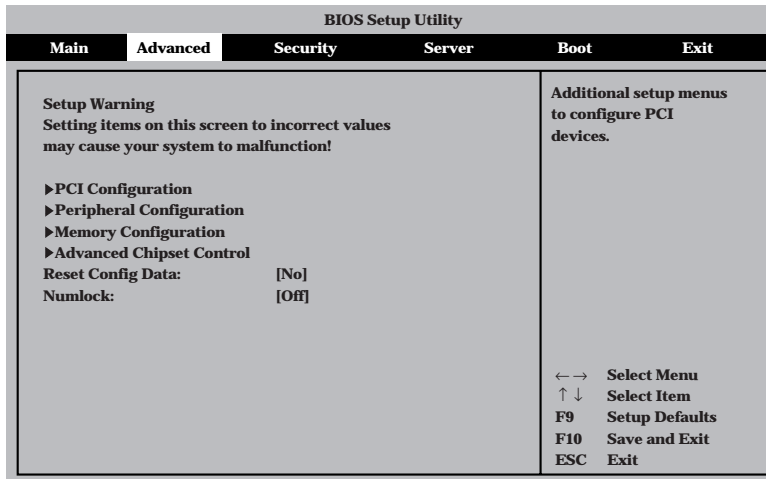 BIOS Setup Utility
Main Advanced Security Server Boot Exit
Setup Warning
Setting items on this screen to incorrect values
may cause your system to malfunction!
▶PCI Configuration
▶Peripheral Configuration
▶Memory Configuration
▶Advanced Chipset Control
Reset Config Data: [No]
Numlock: [Off]
Additional setup menus
to configure PCI
devices.
←→ Select Menu
↑↓ Select Item
F9 Setup Defaults
F10 Save and Exit
ESC Exit